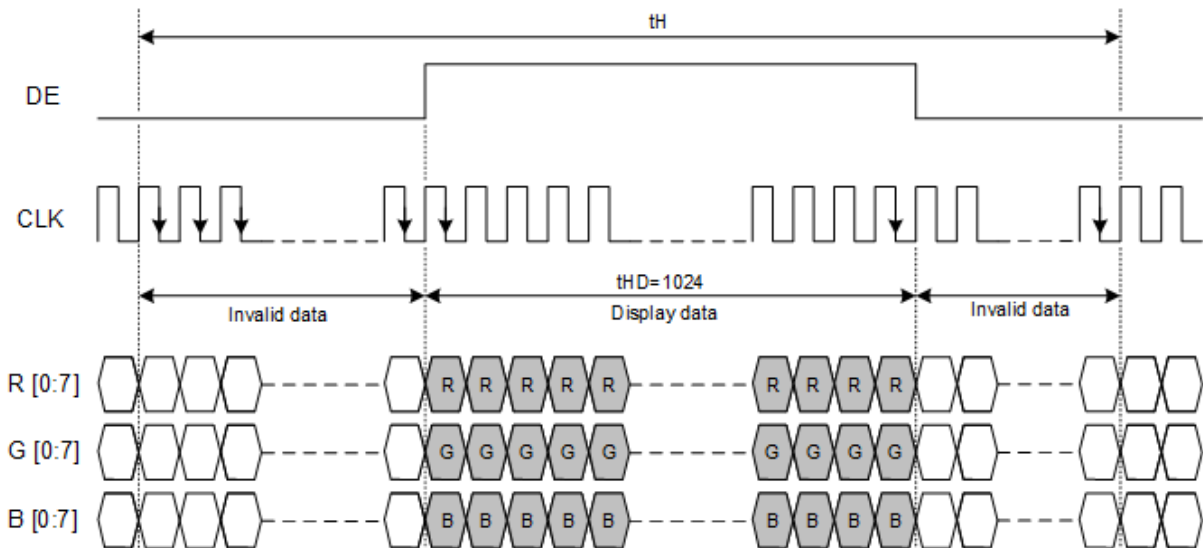 tH
DE
CLK
tHD=1024
Invalid data
Display data
Invalid data
R [0:7]
R R R R R
R R R R
G [0:7]
G G G G G
G G G G
B [0:7]
B B B B B
B B B B